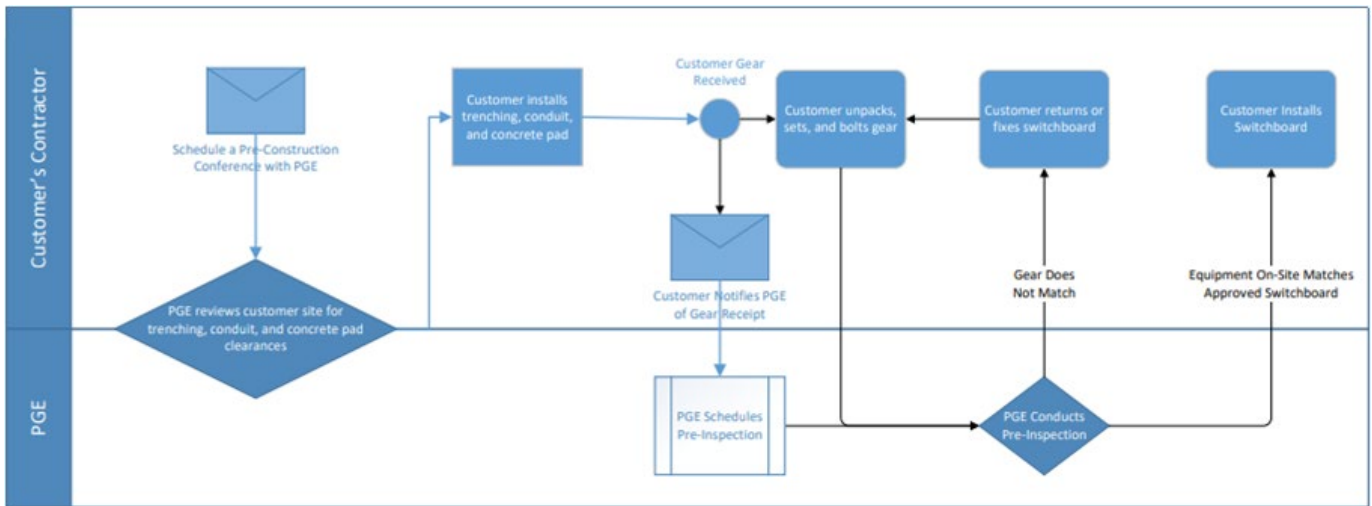 Customer's Contractor
Schedule a Pre-Construction
Conference with PGE
PGE reviews customer site for
trenching, conduit, and concrete pad
clearances
Customer installs
trenching, conduit,
and concrete pad
Customer Gear
Received
Customer unpacks,
sets, and bolts gear
Customer returns or
fixes switchboard
Customer Installs
Switchboard
Customer Notifies PGE
of Gear Receipt
Gear Does
Not Match
Equipment On-Site Matches
Approved Switchboard
PGE
PGE Schedules
Pre-Inspection
PGE Conducts
Pre-Inspection